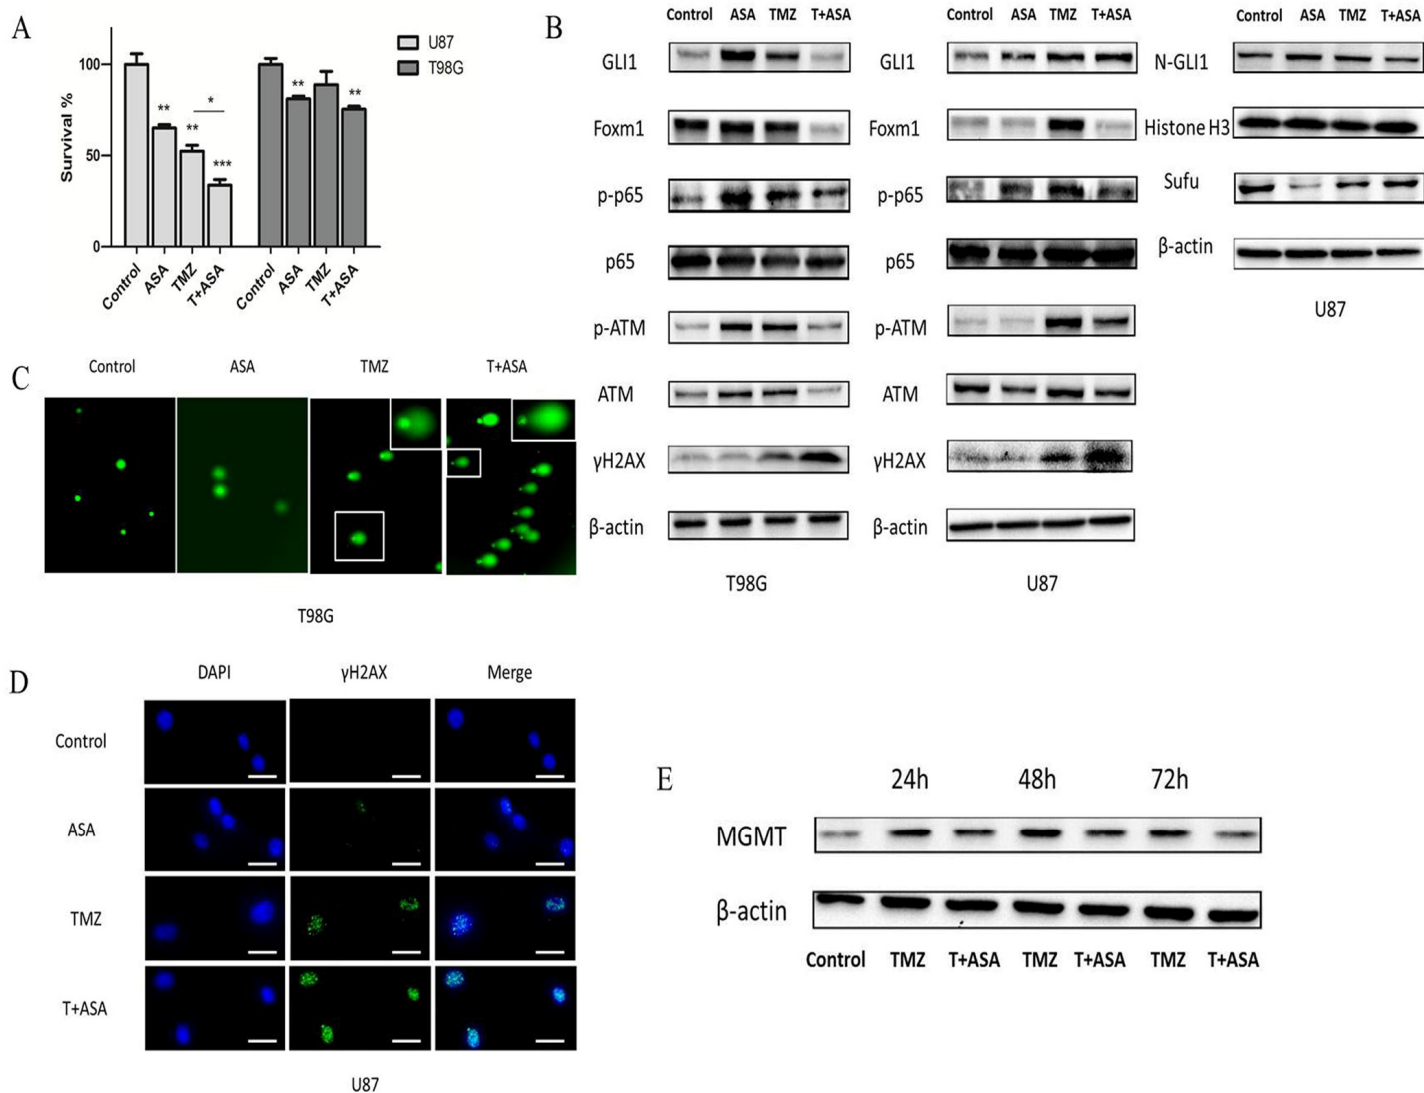 A
U87
T98G
Survival %
100
50
0
**
**
*
***
**
**
Control
ASA
TMZ
T+ASA
Control
ASA
TMZ
T+ASA
B
Control ASA TMZ T+ASA
GLI1
Foxm1
p-p65
p65
p-ATM
ATM
γH2AX
β-actin
T98G
Control ASA TMZ T+ASA
GLI1
Foxm1
p-p65
p65
p-ATM
ATM
γH2AX
β-actin
U87
Control ASA TMZ T+ASA
N-GLI1
Histone H3
Sufu
β-actin
U87
C
Control ASA TMZ T+ASA
T98G
D
DAPI γH2AX Merge
Control
ASA
TMZ
T+ASA
U87
E
24h 48h 72h
MGMT
β-actin
Control TMZ T+ASA TMZ T+ASA TMZ T+ASA